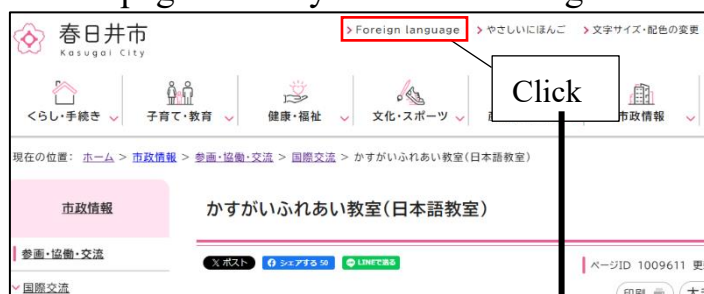 春日井市
Kasugai City
Foreign language
やさしいにほんご
文字サイズ・配色の変更
Click
くらし・手続き
子育て・教育
健康・福祉
文化・スポーツ
市政情報
現在の位置: ホーム > 市政情報 > 参画・協働・交流 > 国際交流 > かすがいふれあい教室(日本語教室)
市政情報
かすがいふれあい教室(日本語教室)
参画・協働・交流
ポスト
シェアする 50
LINEで送る
ページID 1009611
国際交流
印刷